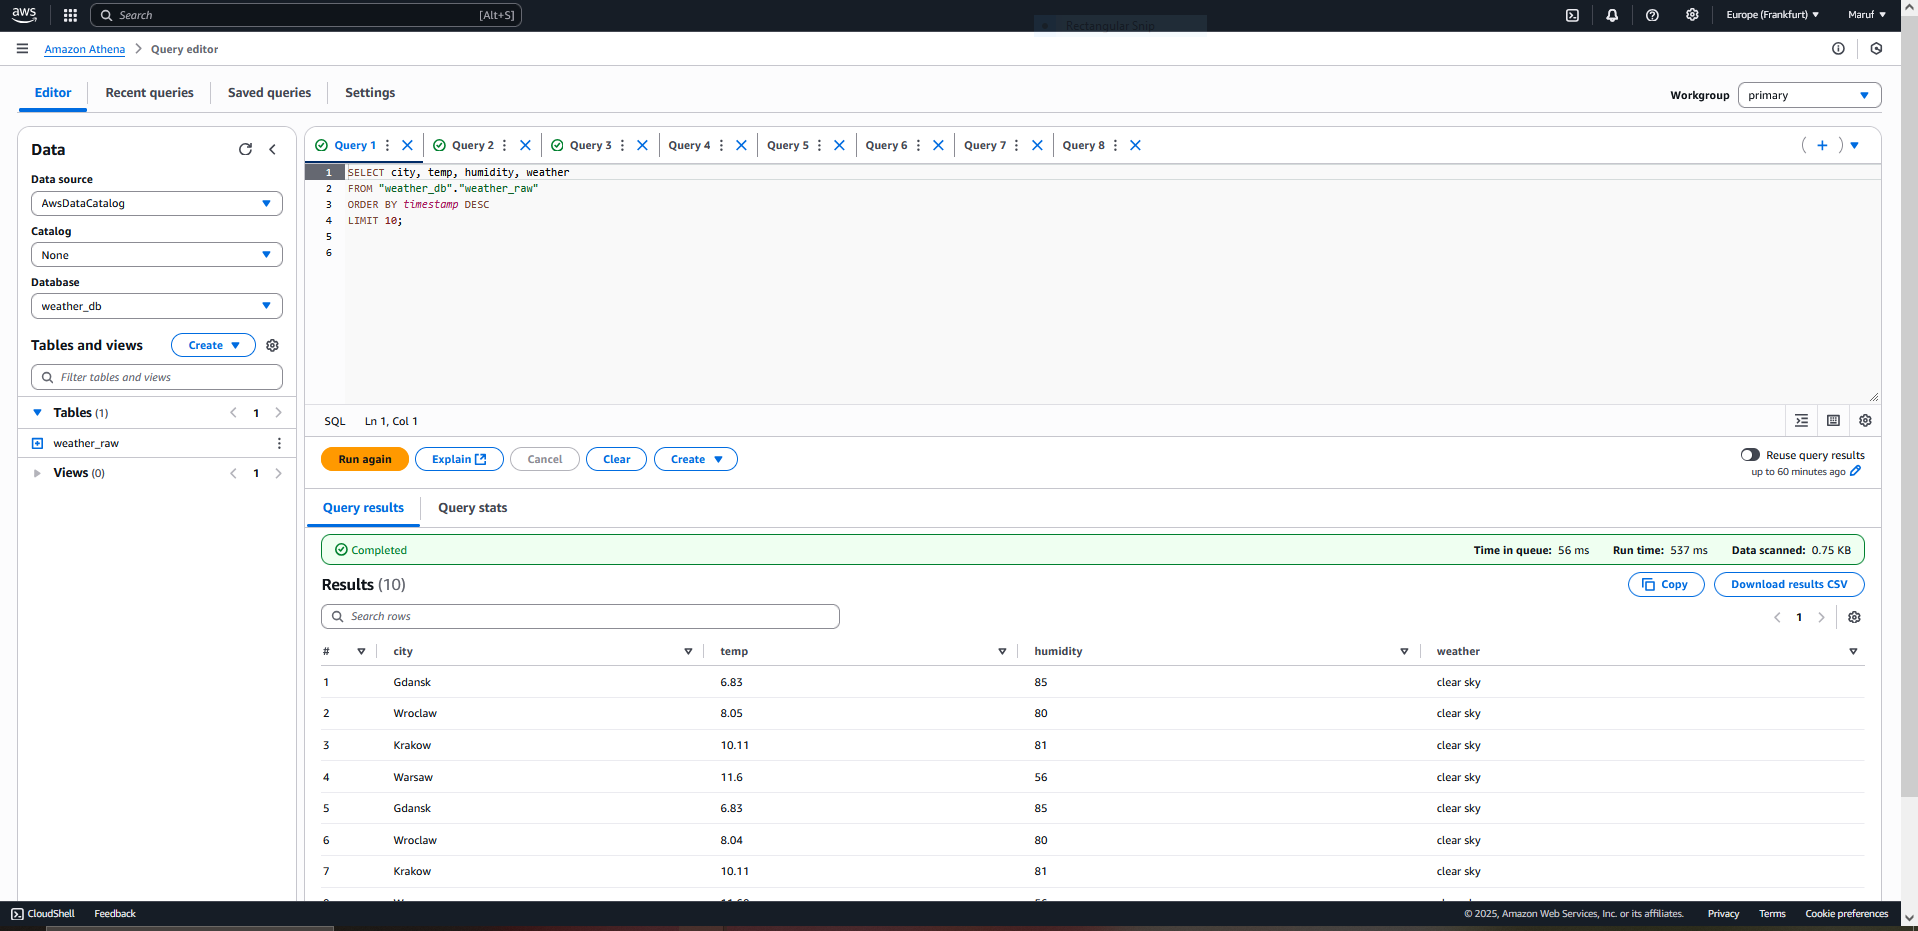 aws Search [Alt+S] Rectangular Snip Europe (Frankfurt) Maruf
Amazon Athena Query editor
Editor Recent queries Saved queries Settings
Workgroup primary
Data
Data source
AwsDataCatalog
Catalog
None
Database
weather_db
Tables and views Create
Filter tables and views
Tables (1) 1
weather_raw
Views (0) 1
Query 1 Query 2 Query 3 Query 4 Query 5 Query 6 Query 7 Query 8
1 SELECT city, temp, humidity, weather
2 FROM "weather_db"."weather_raw"
3 ORDER BY timestamp DESC
4 LIMIT 10;
5
6
SQL Ln 1, Col 1
Run again Explain Cancel Clear Create
Reuse query results
up to 60 minutes ago
Query results Query stats
Completed Time in queue: 56 ms Run time: 537 ms Data scanned: 0.75 KB
Results (10) Copy Download results CSV
Search rows 1
# city temp humidity weather
1 Gdansk 6.83 85 clear sky
2 Wroclaw 8.05 80 clear sky
3 Krakow 10.11 81 clear sky
4 Warsaw 11.6 56 clear sky
5 Gdansk 6.83 85 clear sky
6 Wroclaw 8.04 80 clear sky
7 Krakow 10.11 81 clear sky
CloudShell Feedback © 2025, Amazon Web Services, Inc. or its affiliates. Privacy Terms Cookie preferences